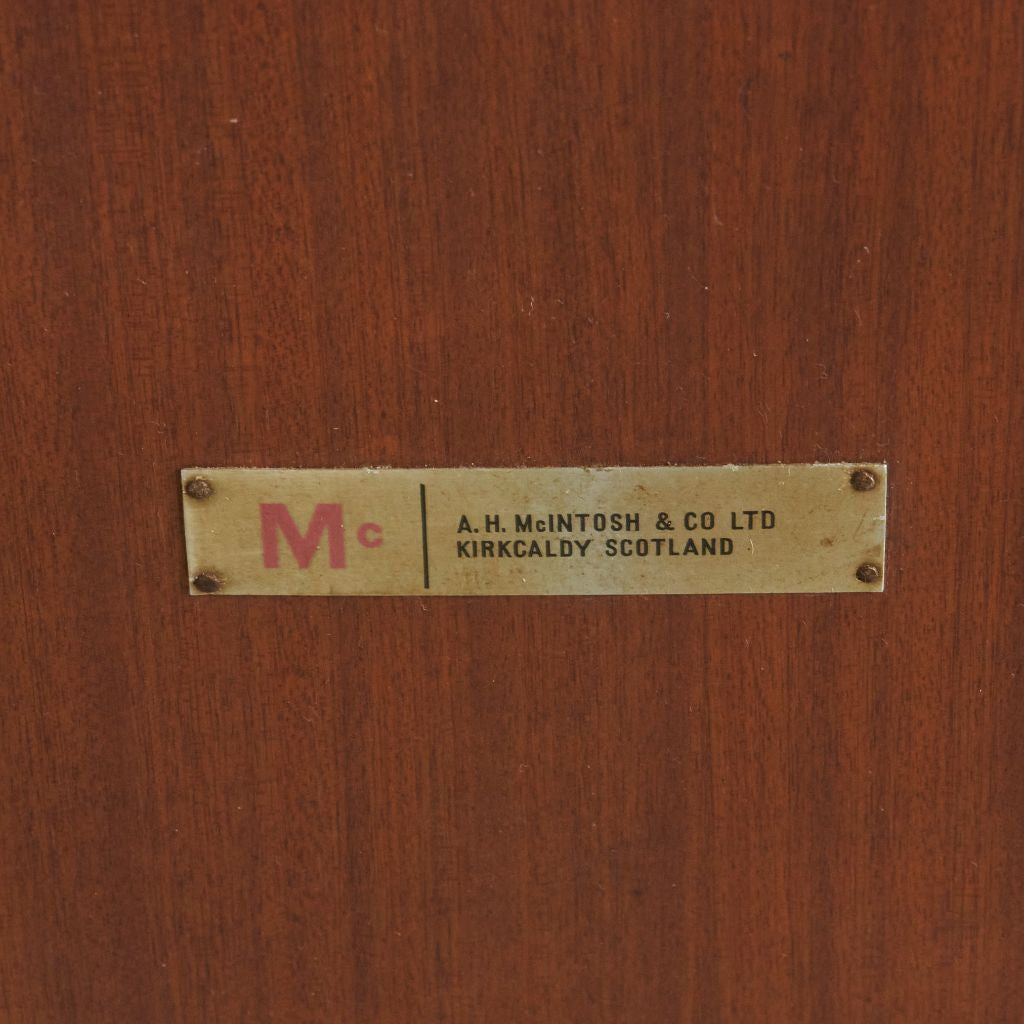 Mc
A. H. McINTOSH & CO LTD
KIRKCALDY SCOTLAND